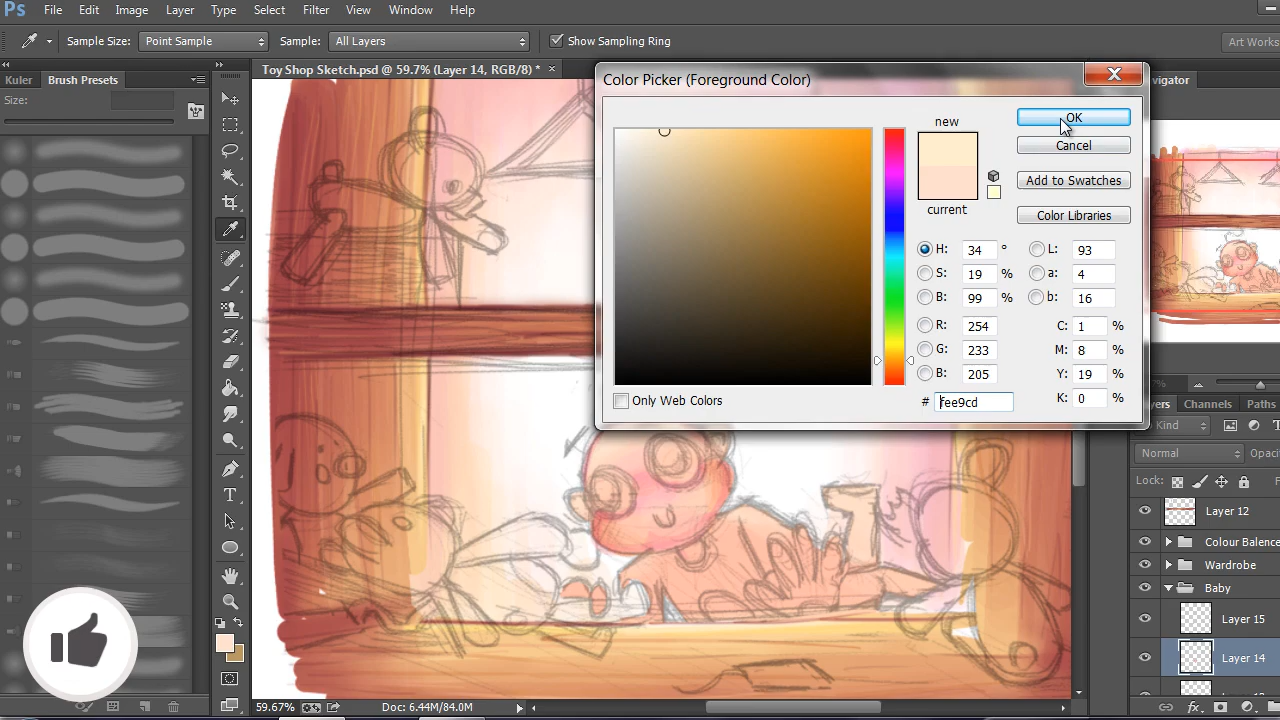 Ps File Edit Image Layer Type Select Filter View Window Help
Sample Size: Point Sample Sample: All Layers Show Sampling Ring Art Works
Kuler Brush Presets
Size:
Toy Shop Sketch.psd @ 59.7% (Layer 14, RGB/8) * ×
Color Picker (Foreground Color)
new
current
OK
Cancel
Add to Swatches
Color Libraries
H: 34 °
S: 19 %
B: 99 %
R: 254
G: 233
B: 205
L: 93
a: 4
b: 16
C: 1 %
M: 8 %
Y: 19 %
K: 0 %
# fee9cd
Only Web Colors
vigator
7%
yers Channels Paths
Kind
Normal Opaci
Lock: F
Layer 12
Colour Balence
Wardrobe
Baby
Layer 15
Layer 14
fx
59.67% Doc: 6.44M/84.0M